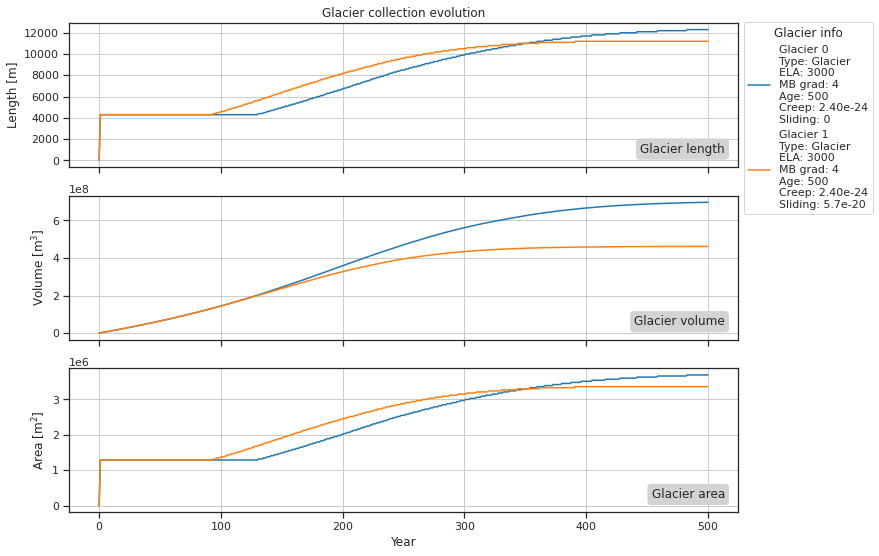 Glacier collection evolution
Length [m]
12000
10000
8000
6000
4000
2000
0
Glacier length
Glacier info
Glacier 0
Type: Glacier
ELA: 3000
MB grad: 4
Age: 500
Creep: 2.40e-24
Sliding: 0
Glacier 1
Type: Glacier
ELA: 3000
MB grad: 4
Age: 500
Creep: 2.40e-24
Sliding: 5.7e-20
1e8
Volume [m³]
6
4
2
0
Glacier volume
1e6
Area [m²]
3
2
1
0
Glacier area
0 100 200 300 400 500
Year